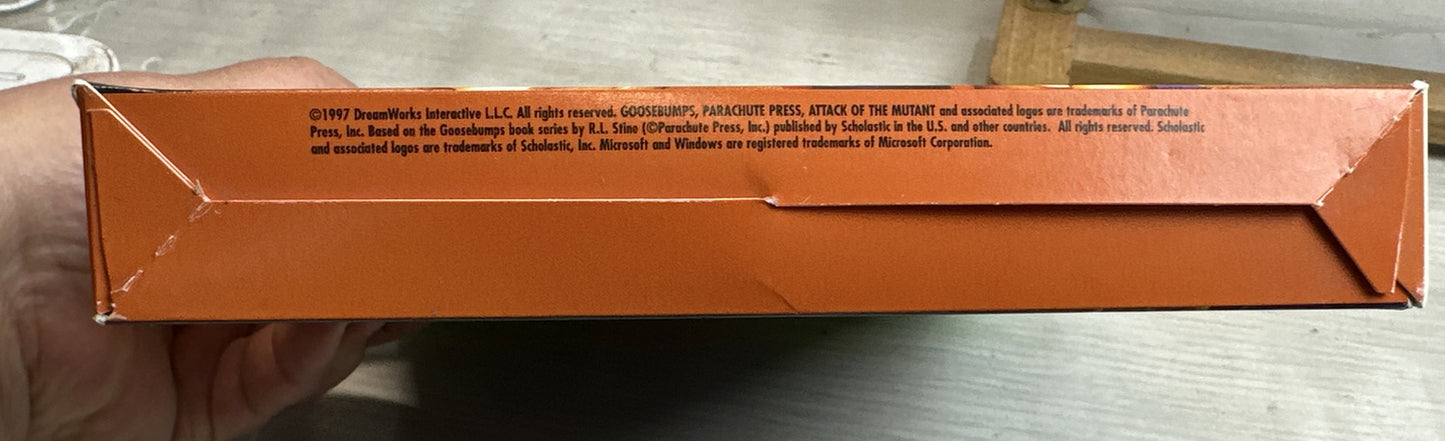 ©1997 DreamWorks Interactive L.L.C. All rights reserved. GOOSEBUMPS, PARACHUTE PRESS, ATTACK OF THE MUTANT and associated logos are trademarks of Parachute
Press, Inc. Based on the Goosebumps book series by R.L. Stine (©Parachute Press, Inc.) published by Scholastic in the U.S. and other countries. All rights reserved. Scholastic
and associated logos are trademarks of Scholastic, Inc. Microsoft and Windows are registered trademarks of Microsoft Corporation.